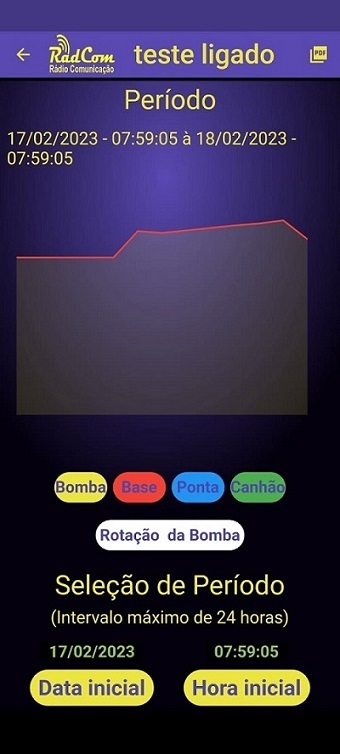 RadCom
Rádio Comunicação
teste ligado
PDF
Período
17/02/2023 - 07:59:05 à 18/02/2023 -
07:59:05
Bomba Base Ponta Canhão
Rotação da Bomba
Seleção de Período
(Intervalo máximo de 24 horas)
17/02/2023 07:59:05
Data inicial Hora inicial